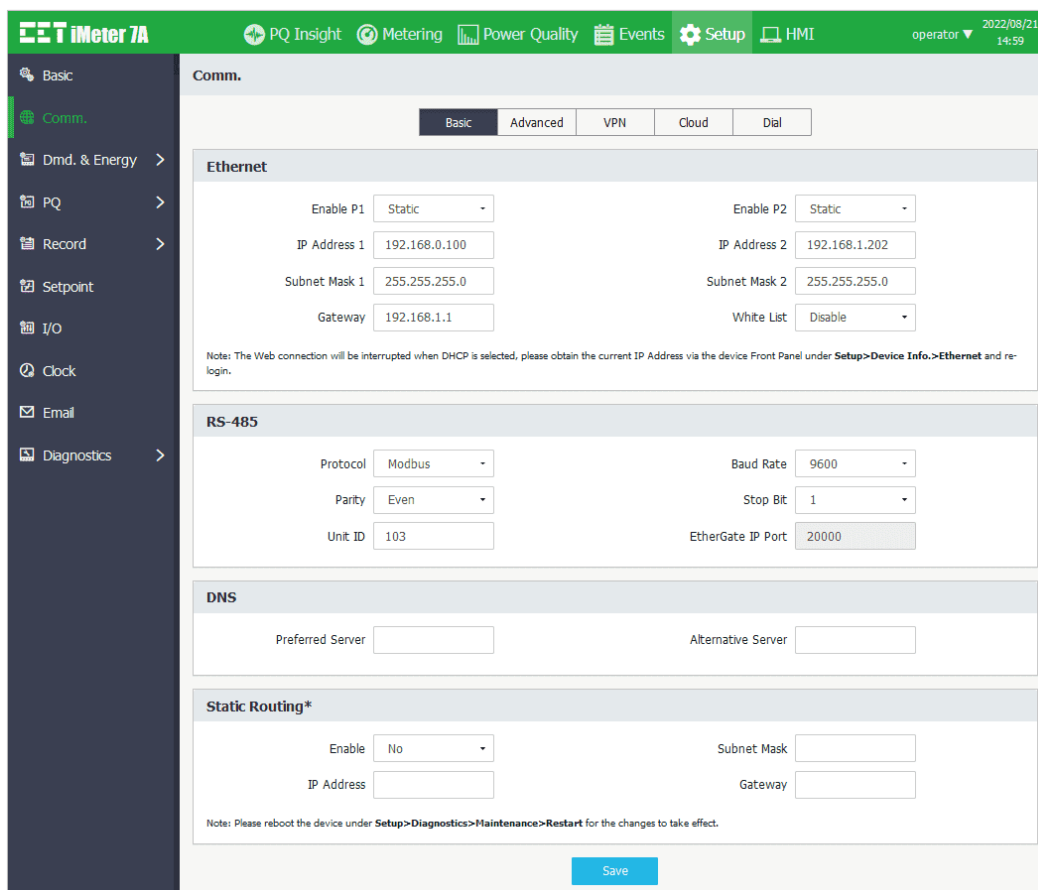 CET iMeter 7A
PQ Insight Metering Power Quality Events Setup HMI operator 2022/08/21 14:59
Basic
Comm.
Dmd. & Energy
PQ
Record
Setpoint
I/O
Clock
Email
Diagnostics
Comm.
Basic Advanced VPN Cloud Dial
Ethernet
Enable P1 Static Enable P2 Static
IP Address 1 192.168.0.100 IP Address 2 192.168.1.202
Subnet Mask 1 255.255.255.0 Subnet Mask 2 255.255.255.0
Gateway 192.168.1.1 White List Disable
Note: The Web connection will be interrupted when DHCP is selected, please obtain the current IP Address via the device Front Panel under Setup>Device Info.>Ethernet and re-
login.
RS-485
Protocol Modbus Baud Rate 9600
Parity Even Stop Bit 1
Unit ID 103 EtherGate IP Port 20000
DNS
Preferred Server Alternative Server
Static Routing*
Enable No Subnet Mask
IP Address Gateway
Note: Please reboot the device under Setup>Diagnostics>Maintenance>Restart for the changes to take effect.
Save